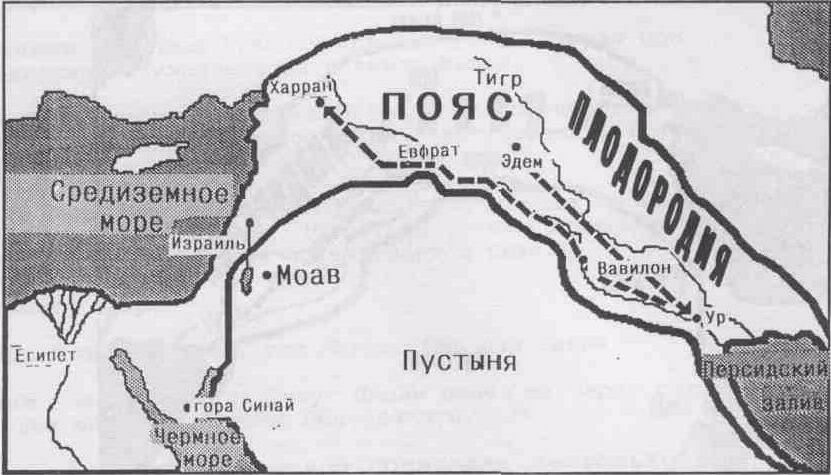 Харран
Тигр
ПОЯС
ПЛОДОРОДИЯ
Евфрат
Эдем
Средиземное
море
Израиль
Моав
Вавилон
Ур
Египет
Пустыня
Персидский
залив
гора Синай
Чермное
море